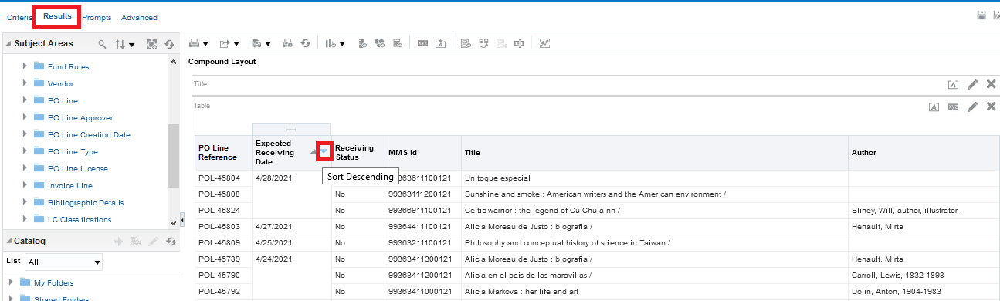 Criteria Results Prompts Advanced
Subject Areas
Fund Rules
Vendor
PO Line
PO Line Approver
PO Line Creation Date
PO Line Type
PO Line License
Invoice Line
Bibliographic Details
LC Classifications
Catalog
List All
My Folders
Shared Folders
xyz
Compound Layout
Title
Table
PO Line Reference Expected Receiving Date Receiving Status MMS Id Title Author
Sort Descending
POL-45804 4/28/2021 99363611100121 Un toque especial
POL-45808 No 99363111200121 Sunshine and smoke : American writers and the American environment /
POL-45824 No 99366911100121 Celtic warrior : the legend of Cú Chulainn / Sliney, Will, author, illustrator.
POL-45803 4/27/2021 No 99364411100121 Alicia Moreau de Justo : biografia / Henault, Mirta
POL-45809 4/25/2021 No 99363211100121 Philosophy and conceptual history of science in Taiwan /
POL-45789 4/24/2021 No 99363411300121 Alicia Moreau de Justo : biografia / Henault, Mirta
POL-45790 No 99363411200121 Alicia en el pais de las maravillas / Carroll, Lewis, 1832-1898
POL-45792 No 99363411000121 Alicia Markova : her life and art Dolin, Anton, 1904-1983